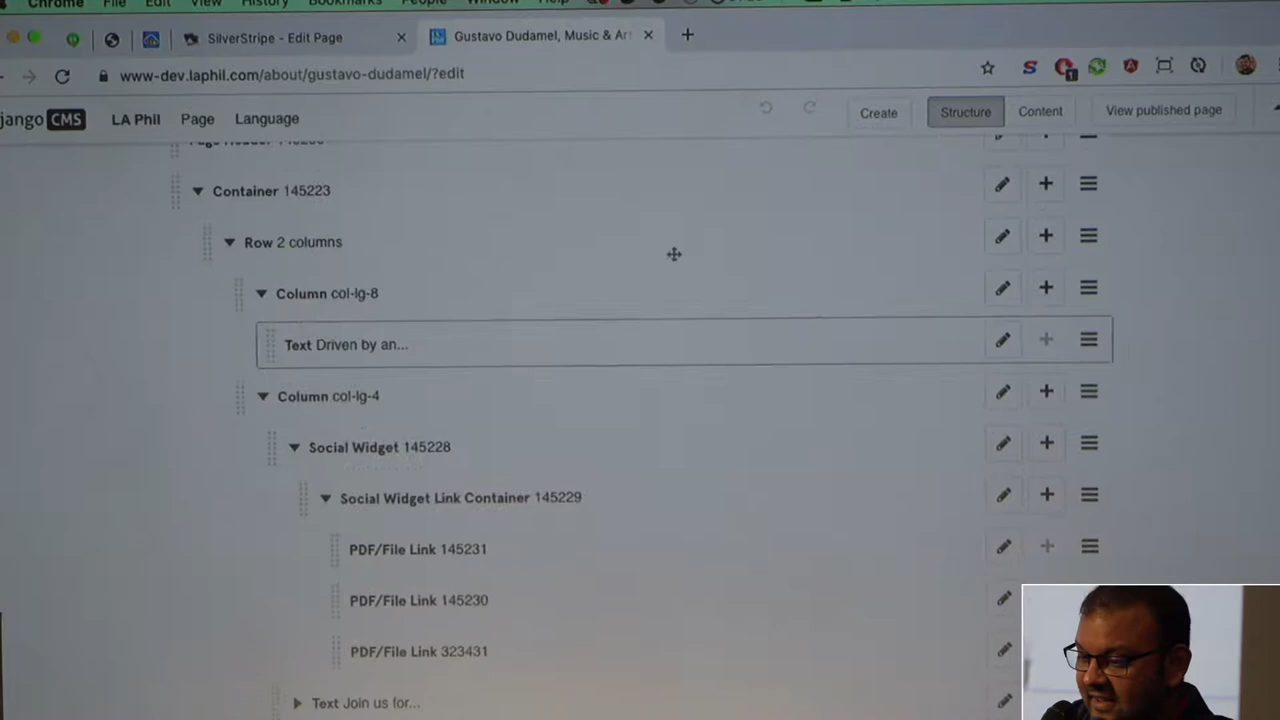 Chrome File Edit View History Bookmarks People Window Help
SilverStripe - Edit Page
Gustavo Dudamel, Music & Ar
www-dev.laphil.com/about/gustavo-dudamel/?edit
S 1
jango CMS LA Phil Page Language Create Structure Content View published page
Container 145223
Row 2 columns
Column col-lg-8
Text Driven by an...
Column col-lg-4
Social Widget 145228
Social Widget Link Container 145229
PDF/File Link 145231
PDF/File Link 145230
PDF/File Link 323431
Text Join us for...